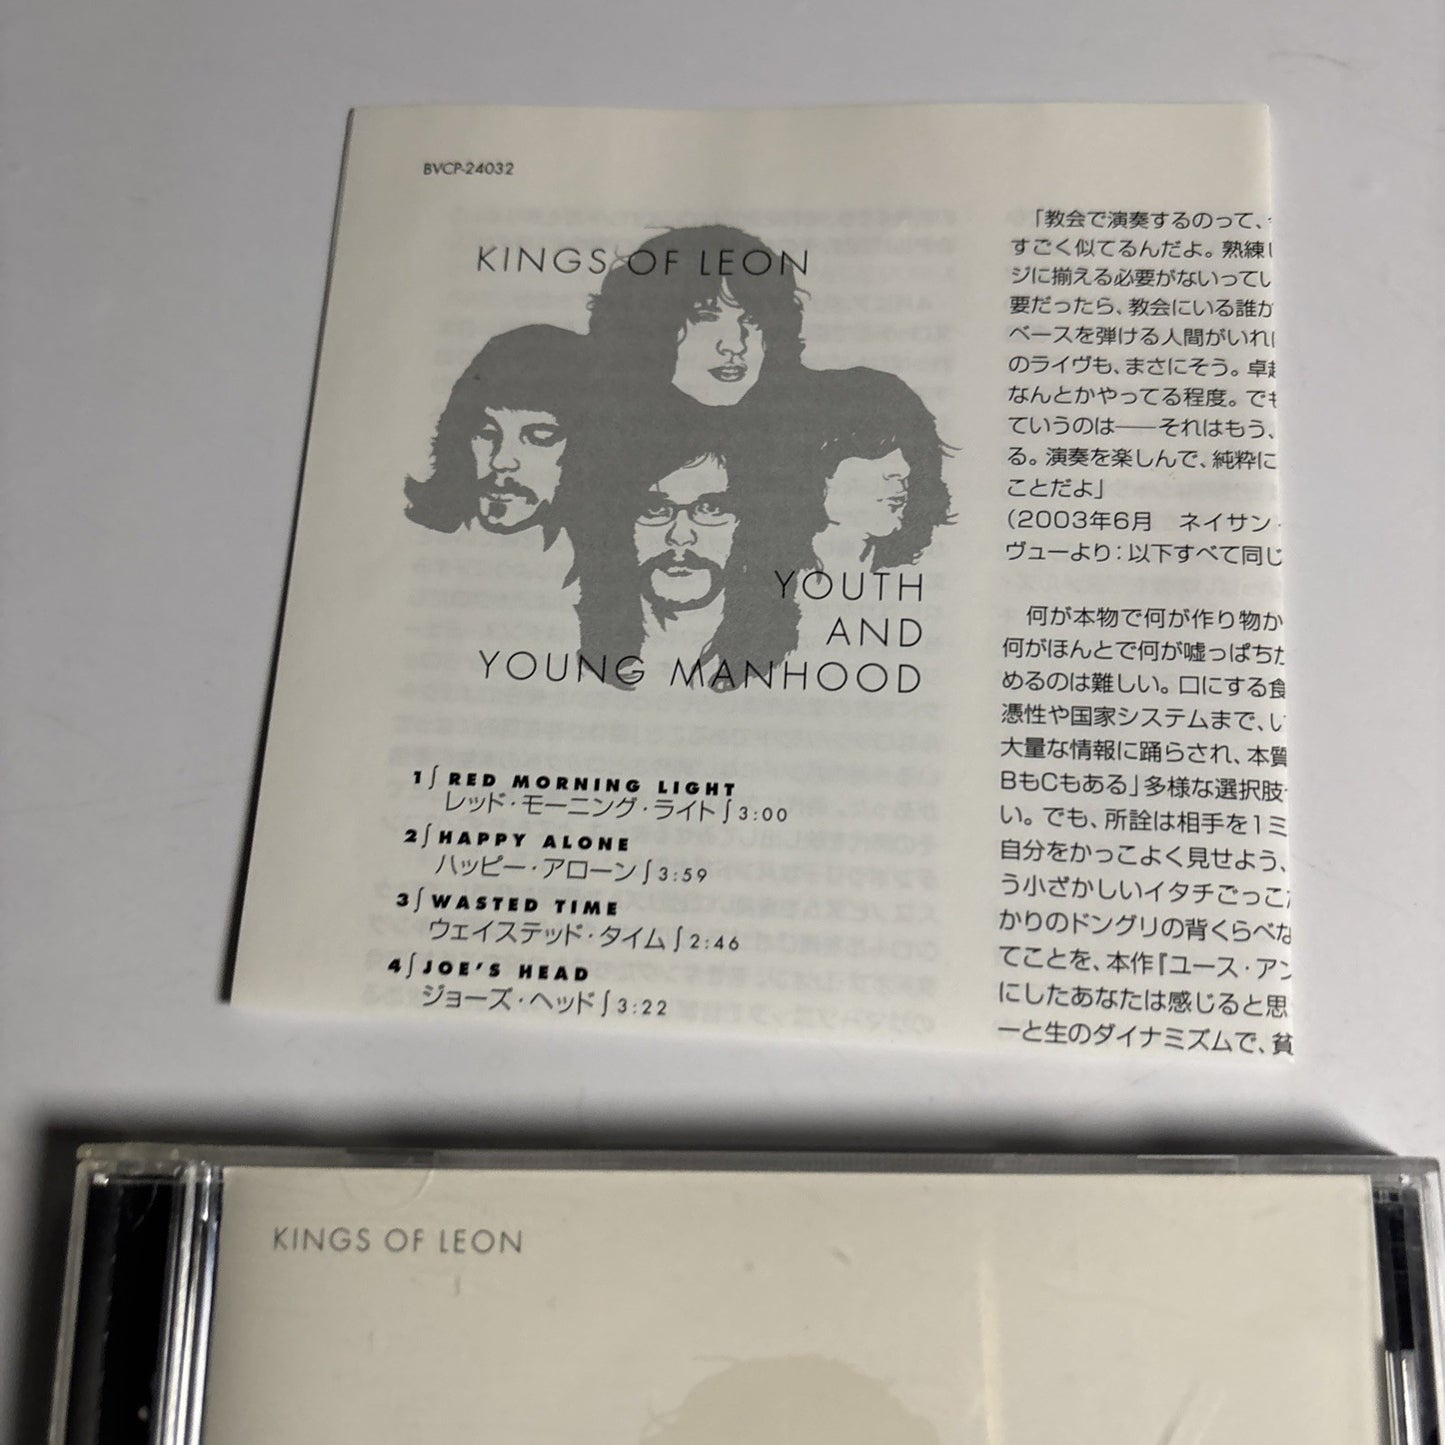 BVCP-24032
KINGS OF LEON
YOUTH
AND
YOUNG MANHOOD
1∫RED MORNING LIGHT
レッド・モーニング・ライト∫3:00
2∫HAPPY ALONE
ハッピー・アローン∫3:59
3∫WASTED TIME
ウェイステッド・タイム∫2:46
4∫JOE'S HEAD
ジョーズ・ヘッド∫3:22
「教会で演奏するのって、
すごく似てるんだよ。熟練
ジに揃える必要がないってい
要だったら、教会にいる誰か
ベースを弾ける人間がいれ
のライヴも、まさにそう。卓
なんとかやってる程度。でも
ていうのは──それはもう、
る。演奏を楽しんで、純粋に
ことだよ」
(2003年6月 ネイサン・
ヴューより:以下すべて同じ
何が本物で何が作り物か
何がほんとで何が嘘っぱちだ
めるのは難しい。口にする食
憑性や国家システムまで、い
大量な情報に踊らされ、本質
BもCもある」多様な選択肢
い。でも、所詮は相手を1ミ
自分をかっこよく見せよう、
う小ざかしいイタチごっこ
かりのドングリの背くらべな
てことを、本作『ユース・アン
にしたあなたは感じると思
ーと生のダイナミズムで、貧
KINGS OF LEON